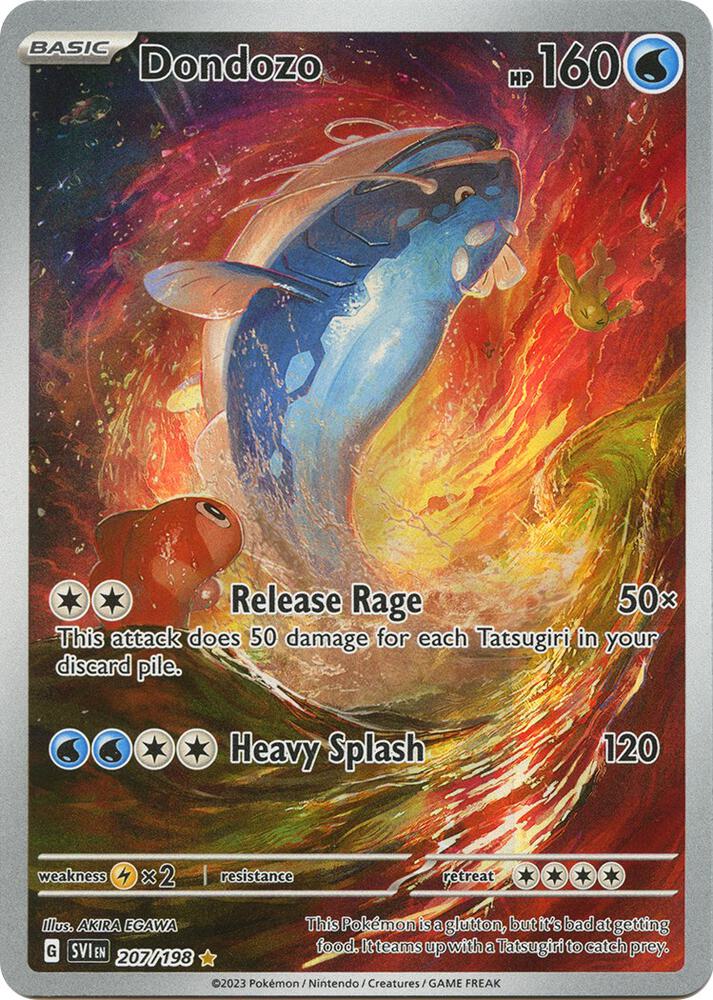 BASIC
Dondozo
HP 160
Release Rage 50×
This attack does 50 damage for each Tatsugiri in your
discard pile.
Heavy Splash 120
weakness ×2 resistance retreat
Illus. AKIRA EGAWA
This Pokémon is a glutton, but it's bad at getting
food. It teams up with a Tatsugiri to catch prey.
G SVI EN 207/198
©2023 Pokémon / Nintendo / Creatures / GAME FREAK